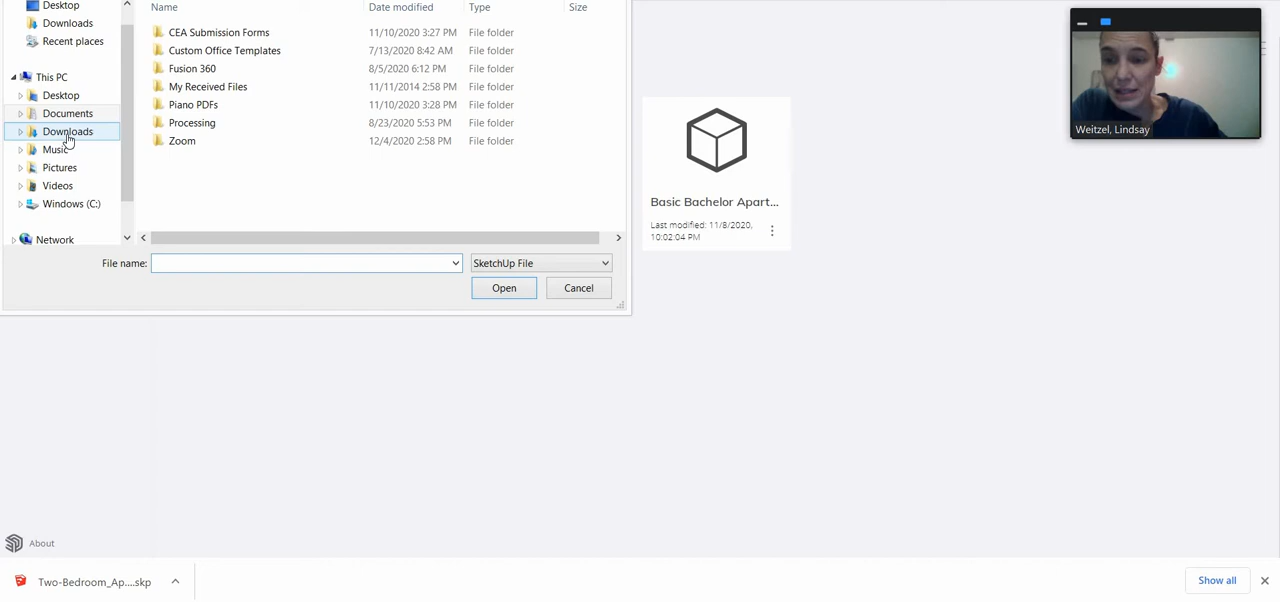 Desktop
Downloads
Recent places
This PC
Desktop
Documents
Downloads
Music
Pictures
Videos
Windows (C:)
Network
Name Date modified Type Size
CEA Submission Forms 11/10/2020 3:27 PM File folder
Custom Office Templates 7/13/2020 8:42 AM File folder
Fusion 360 8/5/2020 6:12 PM File folder
My Received Files 11/11/2014 2:58 PM File folder
Piano PDFs 11/10/2020 3:28 PM File folder
Processing 8/23/2020 5:53 PM File folder
Zoom 12/4/2020 2:58 PM File folder
File name: SketchUp File
Open Cancel
Weitzel, Lindsay
Basic Bachelor Apart...
Last modified: 11/8/2020,
10:02:04 PM
About
Two-Bedroom_Ap....skp
Show all